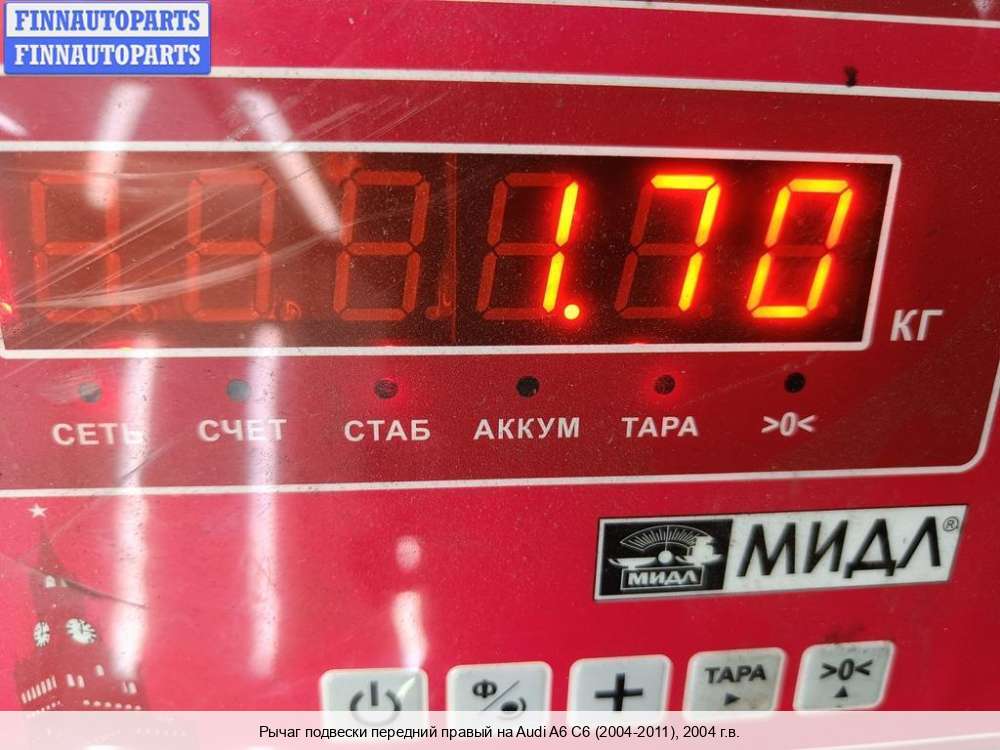 FINNAUTOPARTS
FINNAUTOPARTS
1.70
КГ
СЕТЬ СЧЕТ СТАБ АККУМ ТАРА >0<
МИДЛ МИДЛ®
Ф + ТАРА >0<
Рычаг подвески передний правый на Audi A6 C6 (2004-2011), 2004 г.в.